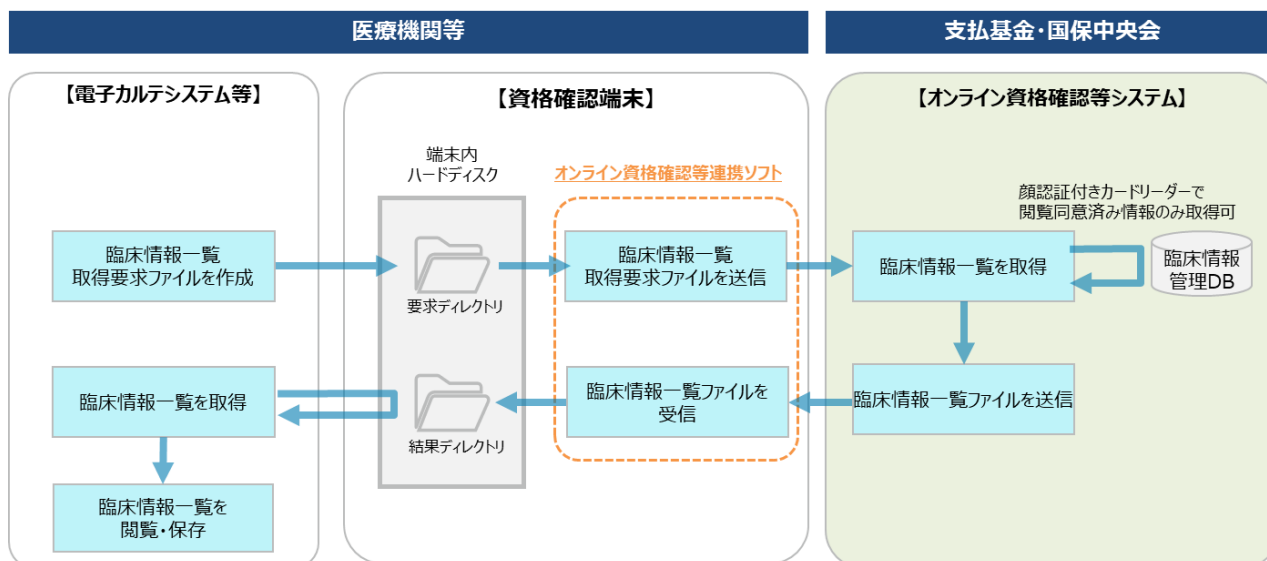 医療機関等
支払基金・国保中央会
【電子カルテシステム等】
【資格確認端末】
【オンライン資格確認等システム】
端末内
ハードディスク
オンライン資格確認等連携ソフト
顔認証付きカードリーダーで
閲覧同意済み情報のみ取得可
臨床情報一覧
取得要求ファイルを作成
要求ディレクトリ
臨床情報一覧
取得要求ファイルを送信
臨床情報一覧を取得
臨床情報
管理DB
臨床情報一覧を取得
結果ディレクトリ
臨床情報一覧ファイルを
受信
臨床情報一覧ファイルを送信
臨床情報一覧を
閲覧・保存